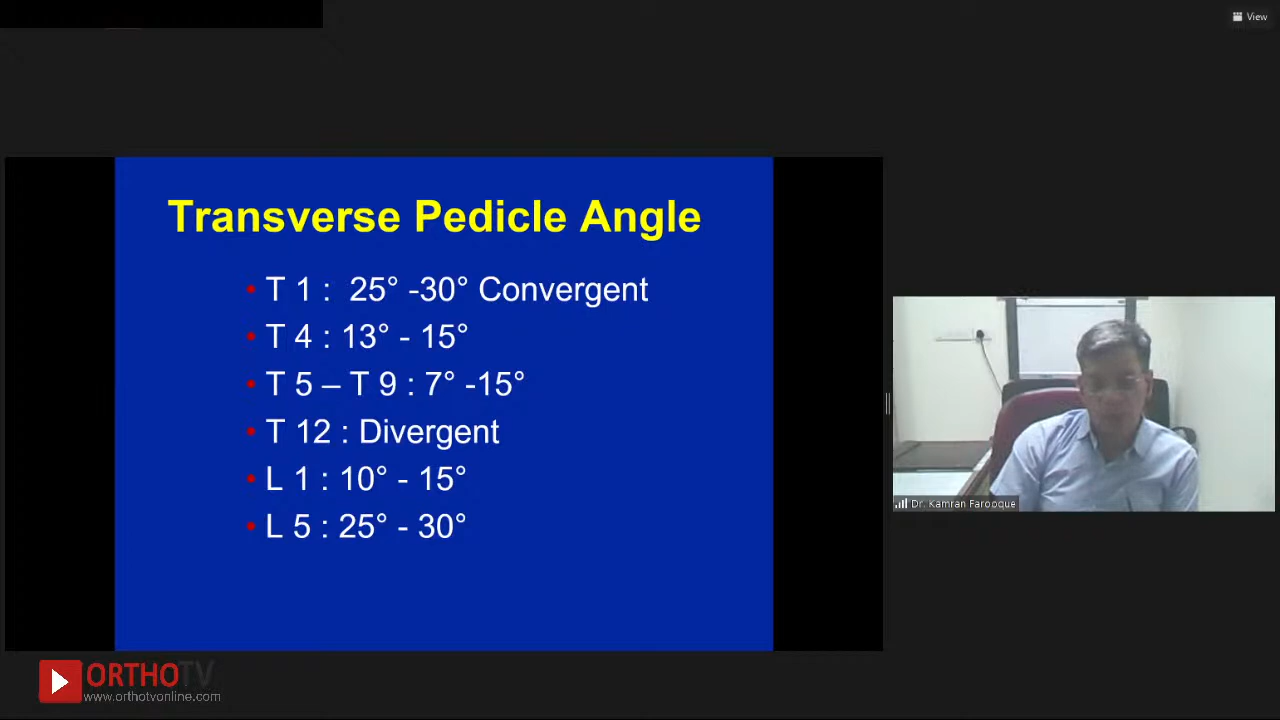 View
Transverse Pedicle Angle
• T 1 : 25° -30° Convergent
• T 4 : 13° - 15°
• T 5 – T 9 : 7° -15°
• T 12 : Divergent
• L 1 : 10° - 15°
• L 5 : 25° - 30°
Dr. Kamran Farooque
ORTHOTV
www.orthotvonline.com